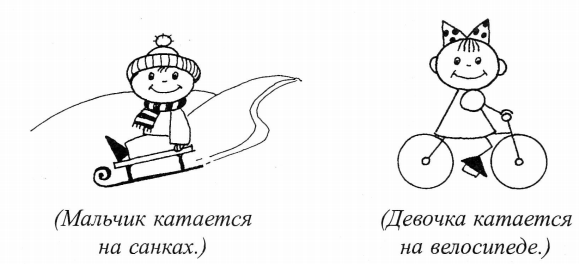 (Мальчик катается
на санках.)
(Девочка катается
на велосипеде.)